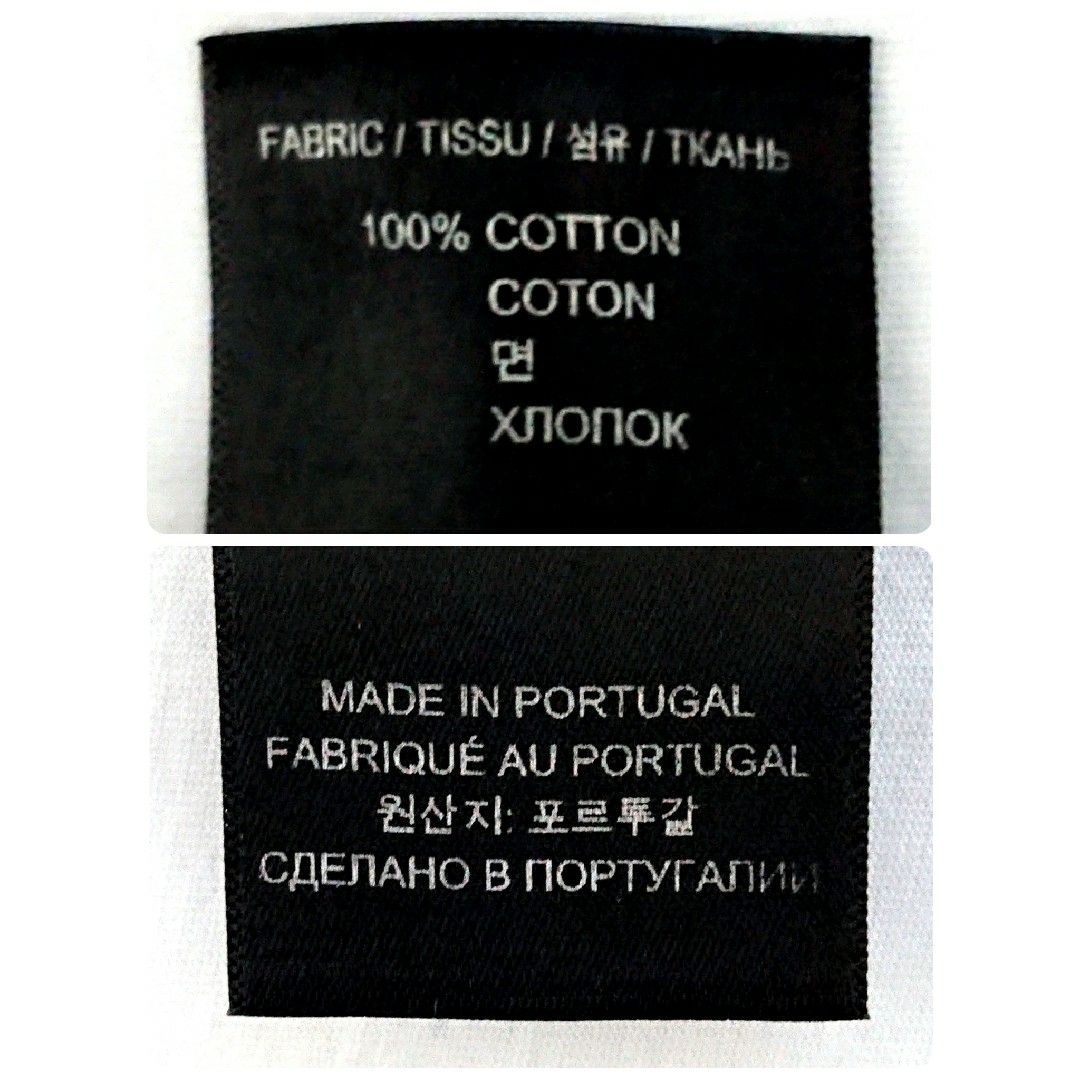 FABRIC / TISSU / 섬유 / ТКАНЬ
100% COTTON
COTON
면
ХЛОПОК
MADE IN PORTUGAL
FABRIQUÉ AU PORTUGAL
원산지: 포르투갈
СДЕЛАНО В ПОРТУГАЛИИ